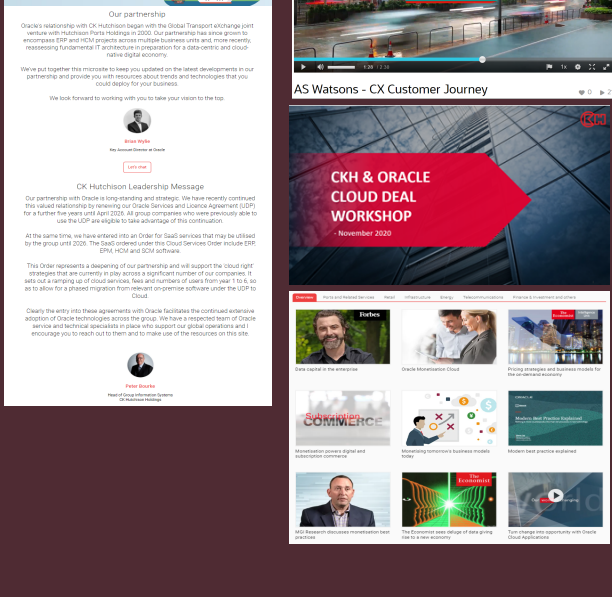 Our partnership
Oracle's relationship with CK Hutchison began with the Global Transport eXchange joint
venture with Hutchison Ports Holdings in 2000. Our partnership has since grown to
encompass ERP and HCM projects across multiple business units and, more recently,
reassessing fundamental IT architecture in preparation for a data-centric and cloud-
native digital economy.
We've put together this microsite to keep you updated on the latest developments in our
partnership and provide you with resources about trends and technologies that you
could deploy for your business.
We look forward to working with you to take your vision to the top.
Brian Wylie
Key Account Director at Oracle
Let's chat
CK Hutchison Leadership Message
Our partnership with Oracle is long-standing and strategic. We have recently continued
this valued relationship by renewing our Oracle Services and Licence Agreement (UDP)
for a further five years until April 2026. All group companies who were previously able to
use the UDP are eligible to take advantage of this continuation.
At the same time, we have entered into an Order for SaaS services that may be utilised
by the group until 2026. The SaaS ordered under this Cloud Services Order include ERP,
EPM, HCM and SCM software.
This Order represents a deepening of our partnership and will support the 'cloud right'
strategies that are currently in play across a significant number of our companies. It
sets out a ramping up of cloud services, fees and numbers of users from year 1 to 6, so
as to allow for a phased migration from relevant on-premise software under the UDP to
Cloud.
Clearly the entry into these agreements with Oracle facilitates the continued extensive
adoption of Oracle technologies across the group. We have a respected team of Oracle
service and technical specialists in place who support our global operations and I
encourage you to reach out to them and to make use of the resources on this site.
Peter Bourke
Head of Group Information Systems
CK Hutchison Holdings
1:26
1x
AS Watsons - CX Customer Journey
0
2
CKH & ORACLE
CLOUD DEAL
WORKSHOP
- November 2020
Overview Ports and Related Services Retail Infrastructure Energy Telecommunications Finance & Investment and others
Forbes
The Economist
Data capital in the enterprise
Oracle Monetization Cloud
Pricing strategies and business models for
the on-demand economy
Subscription
COMMERCE
Modern Best Practice Explained
Monetization powers digital and
subscription commerce
Monetising tomorrow's business models
today
Modern best practice explained
The
Economist
MGI Research discusses monetisation best
practices
The Economist sees deluge of data giving
rise to a new economy
Turn change into opportunity with Oracle
Cloud Applications